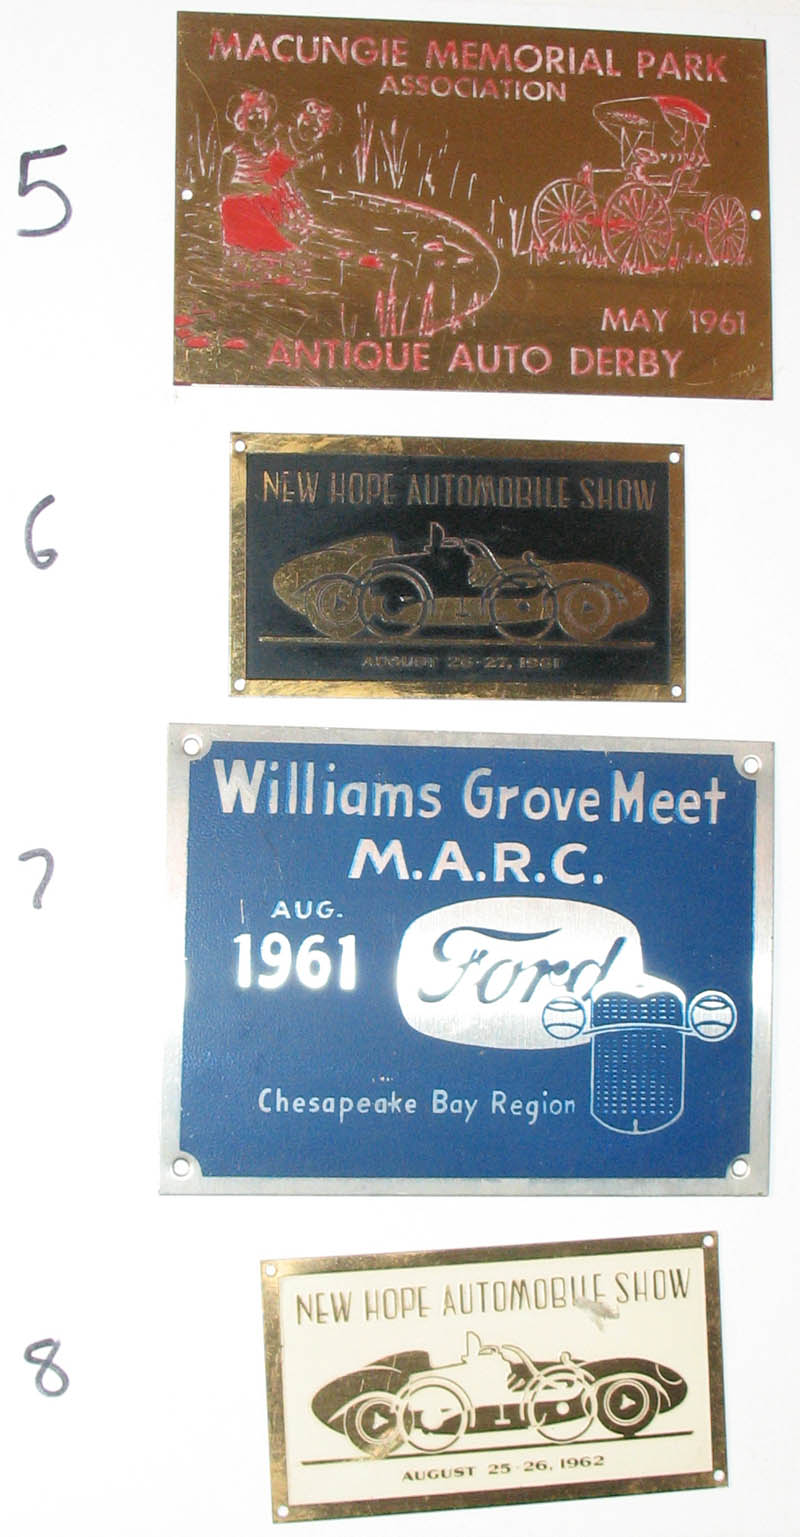 5
MACUNGIE MEMORIAL PARK
ASSOCIATION
MAY 1961
ANTIQUE AUTO DERBY
6
NEW HOPE AUTOMOBILE SHOW
AUGUST 26-27, 1961
7
Williams Grove Meet
M.A.R.C.
AUG.
1961
Ford
Chesapeake Bay Region
8
NEW HOPE AUTOMOBILE SHOW
AUGUST 25-26, 1962